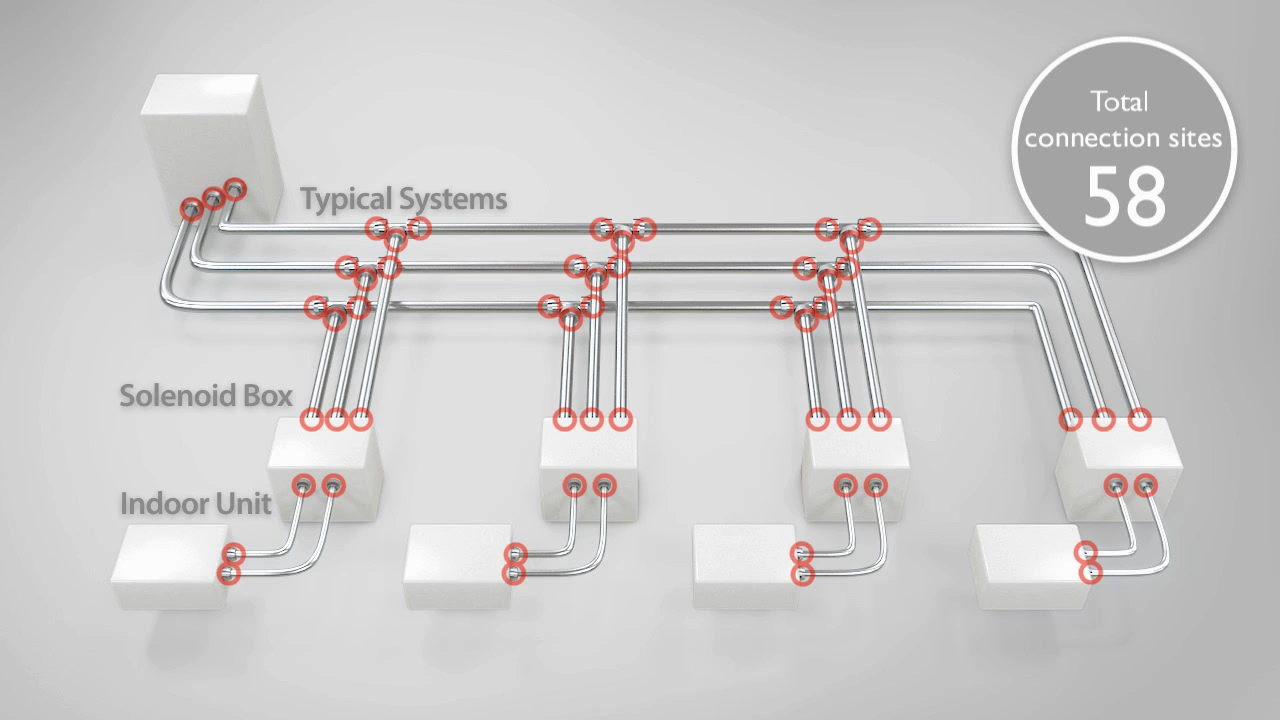 Total
connection sites
58
Typical Systems
Solenoid Box
Indoor Unit